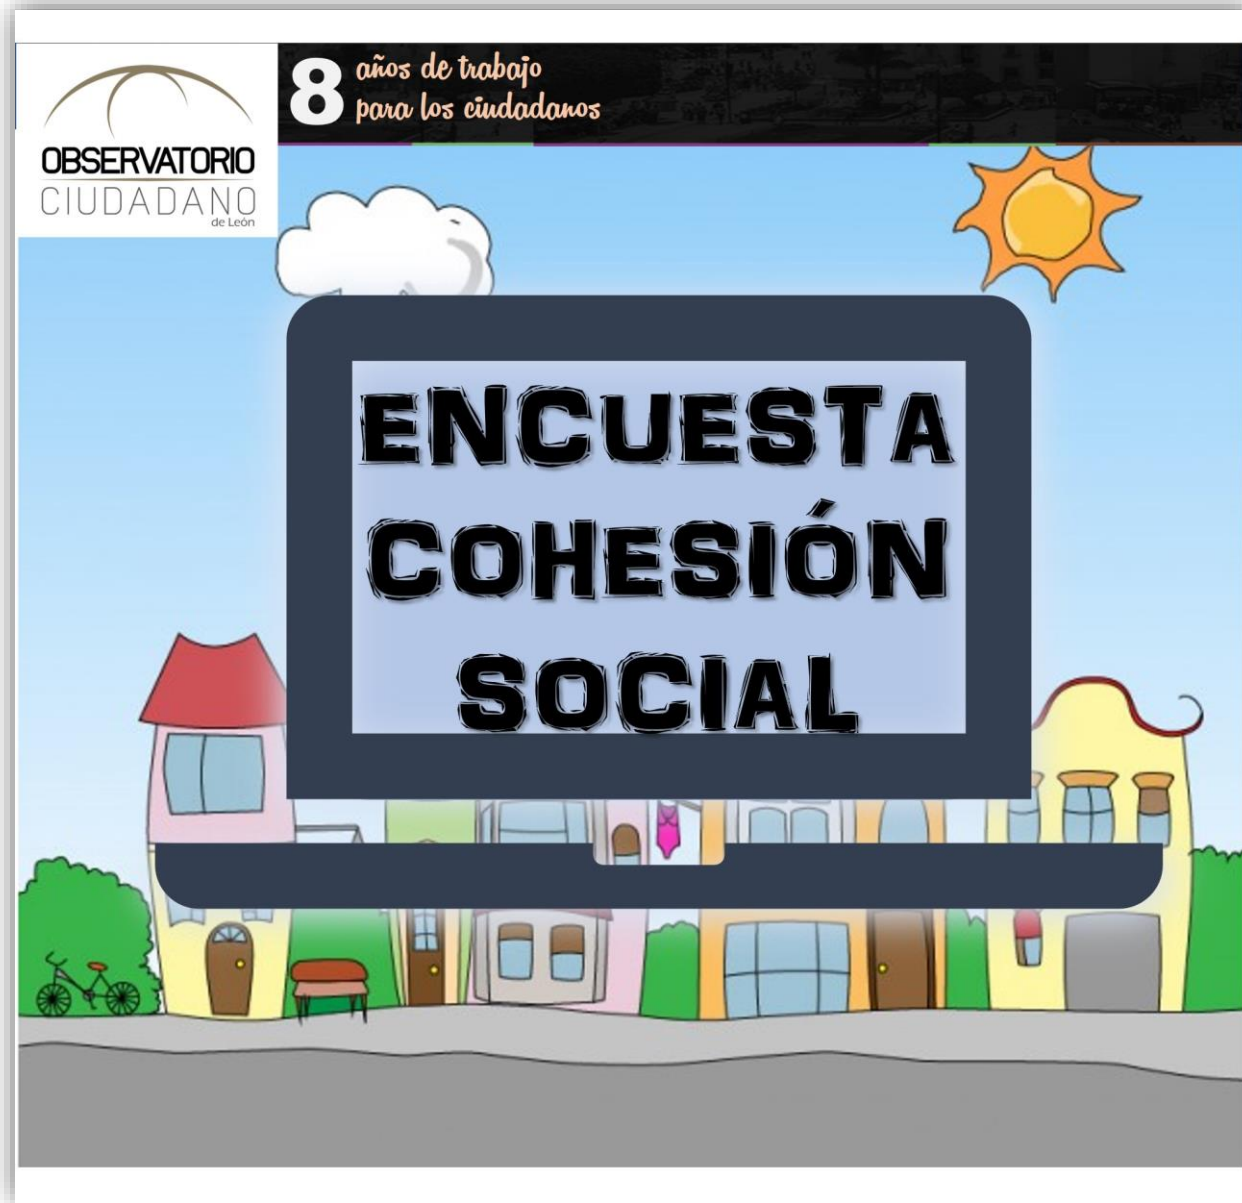 8 años de trabajo
para los ciudadanos
OBSERVATORIO
CIUDADANO
de León
ENCUESTA
COHESIÓN
SOCIAL